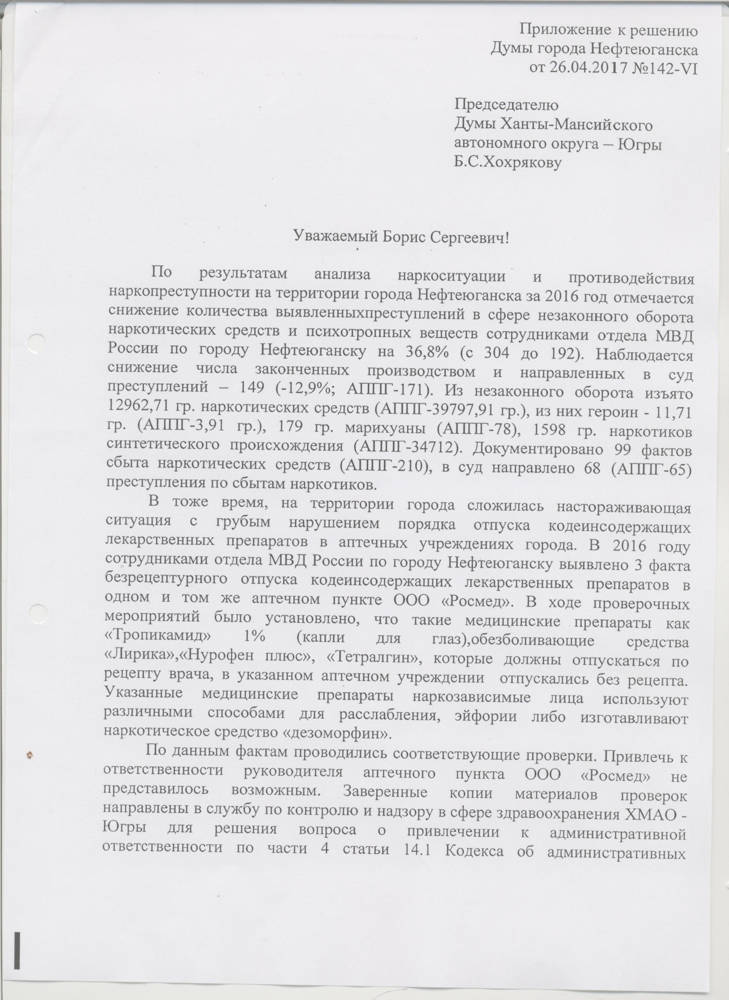 Приложение к решению
Думы города Нефтеюганска
от 26.04.2017 №142-VI
Председателю
Думы Ханты-Мансийского
автономного округа – Югры
Б.С.Хохрякову
Уважаемый Борис Сергеевич!
По результатам анализа наркоситуации и противодействия
наркопреступности на территории города Нефтеюганска за 2016 год отмечается
снижение количества выявленныхпреступлений в сфере незаконного оборота
наркотических средств и психотропных веществ сотрудниками отдела МВД
России по городу Нефтеюганску на 36,8% (с 304 до 192). Наблюдается
снижение числа законченных производством и направленных в суд
преступлений – 149 (-12,9%; АППГ-171). Из незаконного оборота изъято
12962,71 гр. наркотических средств (АППГ-39797,91 гр.), из них героин - 11,71
гр. (АППГ-3,91 гр.), 179 гр. марихуаны (АППГ-78), 1598 гр. наркотиков
синтетического происхождения (АППГ-34712). Документировано 99 фактов
сбыта наркотических средств (АППГ-210), в суд направлено 68 (АППГ-65)
преступления по сбытам наркотиков.
В тоже время, на территории города сложилась настораживающая
ситуация с грубым нарушением порядка отпуска кодеинсодержащих
лекарственных препаратов в аптечных учреждениях города. В 2016 году
сотрудниками отдела МВД России по городу Нефтеюганску выявлено 3 факта
безрецептурного отпуска кодеинсодержащих лекарственных препаратов в
одном и том же аптечном пункте ООО «Росмед». В ходе проверочных
мероприятий было установлено, что такие медицинские препараты как
«Тропикамид» 1% (капли для глаз),обезболивающие средства
«Лирика»,«Нурофен плюс», «Тетралгин», которые должны отпускаться по
рецепту врача, в указанном аптечном учреждении отпускались без рецепта.
Указанные медицинские препараты наркозависимые лица используют
различными способами для расслабления, эйфории либо изготавливают
наркотическое средство «дезоморфин».
По данным фактам проводились соответствующие проверки. Привлечь к
ответственности руководителя аптечного пункта ООО «Росмед» не
представилось возможным. Заверенные копии материалов проверок
направлены в службу по контролю и надзору в сфере здравоохранения ХМАО -
Югры для решения вопроса о привлечении к административной
ответственности по части 4 статьи 14.1 Кодекса об административных